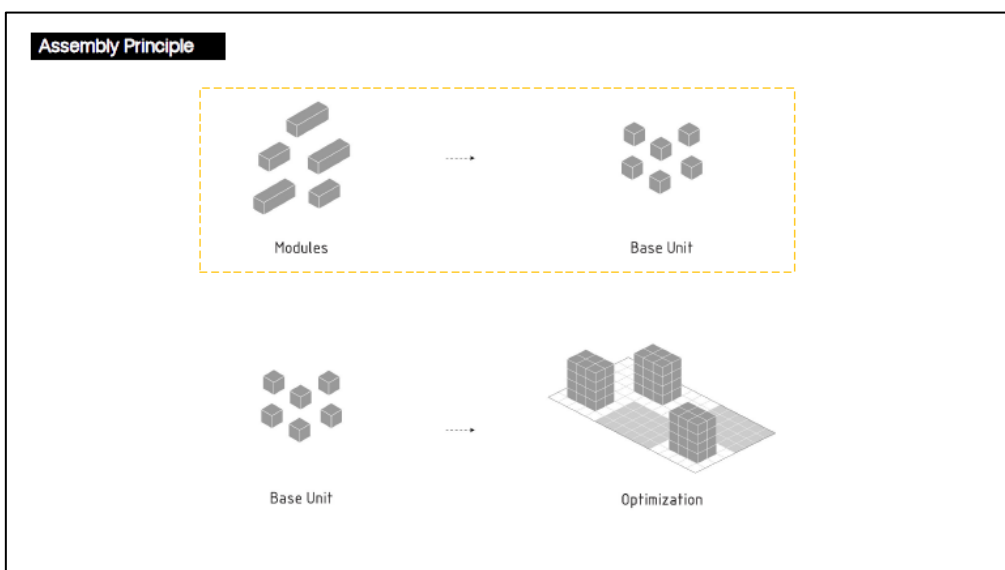 Assembly Principle
Modules
Base Unit
Base Unit
Optimization